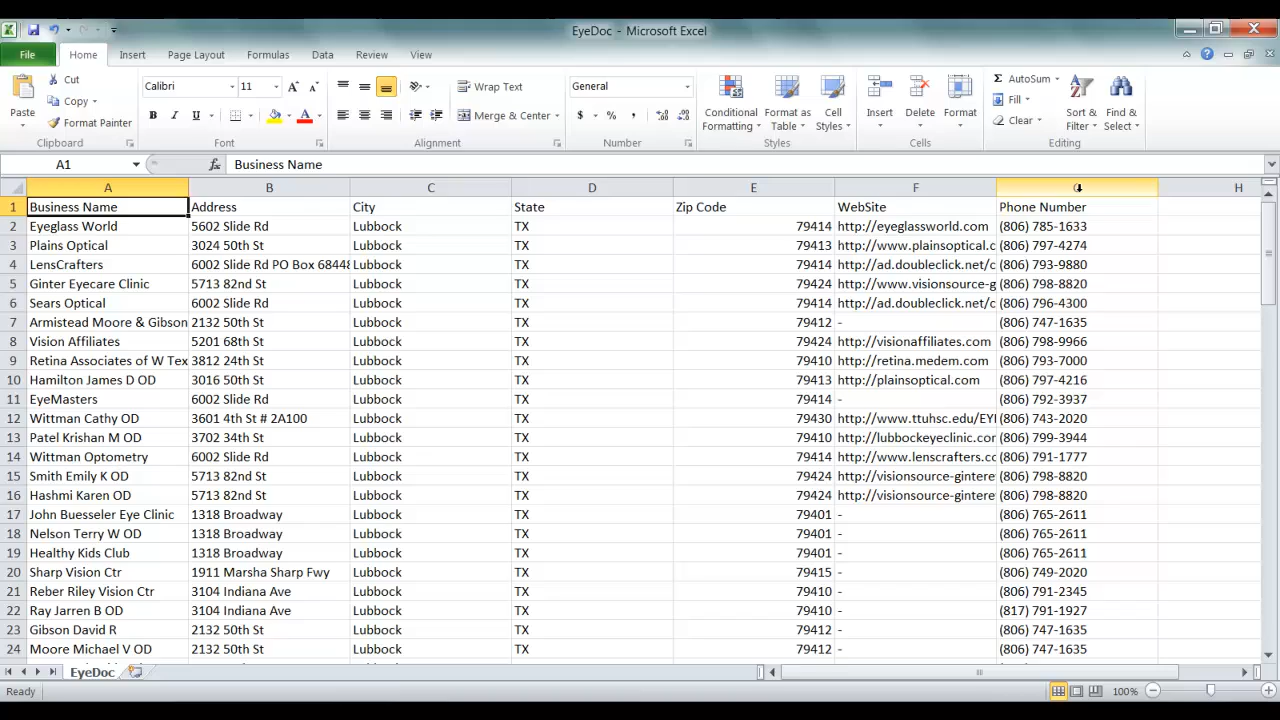 EyeDoc - Microsoft Excel
File Home Insert Page Layout Formulas Data Review View
Paste Cut Copy Format Painter Clipboard
Calibri 11 B I U A Font
Wrap Text Merge & Center Alignment
General $ % , Number
Conditional Formatting Format as Table Cell Styles Styles
Insert Delete Format Cells
AutoSum Fill Clear Sort & Filter Find & Select Editing
A1 fx Business Name
A B C D E F H
1 Business Name Address City State Zip Code WebSite Phone Number
2 Eyeglass World 5602 Slide Rd Lubbock TX 79414 http://eyeglassworld.com (806) 785-1633
3 Plains Optical 3024 50th St Lubbock TX 79413 http://www.plainsoptical.c (806) 797-4274
4 LensCrafters 6002 Slide Rd PO Box 68448 Lubbock TX 79414 http://ad.doubleclick.net/c (806) 793-9880
5 Ginter Eyecare Clinic 5713 82nd St Lubbock TX 79424 http://www.visionsource-g (806) 798-8820
6 Sears Optical 6002 Slide Rd Lubbock TX 79414 http://ad.doubleclick.net/c (806) 796-4300
7 Armistead Moore & Gibson 2132 50th St Lubbock TX 79412 - (806) 747-1635
8 Vision Affiliates 5201 68th St Lubbock TX 79424 http://visionaffiliates.com (806) 798-9966
9 Retina Associates of W Tex 3812 24th St Lubbock TX 79410 http://retina.medem.com (806) 793-7000
10 Hamilton James D OD 3016 50th St Lubbock TX 79413 http://plainsoptical.com (806) 797-4216
11 EyeMasters 6002 Slide Rd Lubbock TX 79414 - (806) 792-3937
12 Wittman Cathy OD 3601 4th St # 2A100 Lubbock TX 79430 http://www.ttuhsc.edu/EYE (806) 743-2020
13 Patel Krishan M OD 3702 34th St Lubbock TX 79410 http://lubbockeyeclinic.cor (806) 799-3944
14 Wittman Optometry 6002 Slide Rd Lubbock TX 79414 http://www.lenscrafters.cc (806) 791-1777
15 Smith Emily K OD 5713 82nd St Lubbock TX 79424 http://visionsource-gintere (806) 798-8820
16 Hashmi Karen OD 5713 82nd St Lubbock TX 79424 http://visionsource-gintere (806) 798-8820
17 John Buesseler Eye Clinic 1318 Broadway Lubbock TX 79401 - (806) 765-2611
18 Nelson Terry W OD 1318 Broadway Lubbock TX 79401 - (806) 765-2611
19 Healthy Kids Club 1318 Broadway Lubbock TX 79401 - (806) 765-2611
20 Sharp Vision Ctr 1911 Marsha Sharp Fwy Lubbock TX 79415 - (806) 749-2020
21 Reber Riley Vision Ctr 3104 Indiana Ave Lubbock TX 79410 - (806) 791-2345
22 Ray Jarren B OD 3104 Indiana Ave Lubbock TX 79410 - (817) 791-1927
23 Gibson David R 2132 50th St Lubbock TX 79412 - (806) 747-1635
24 Moore Michael V OD 2132 50th St Lubbock TX 79412 - (806) 747-1635
EyeDoc
Ready 100%